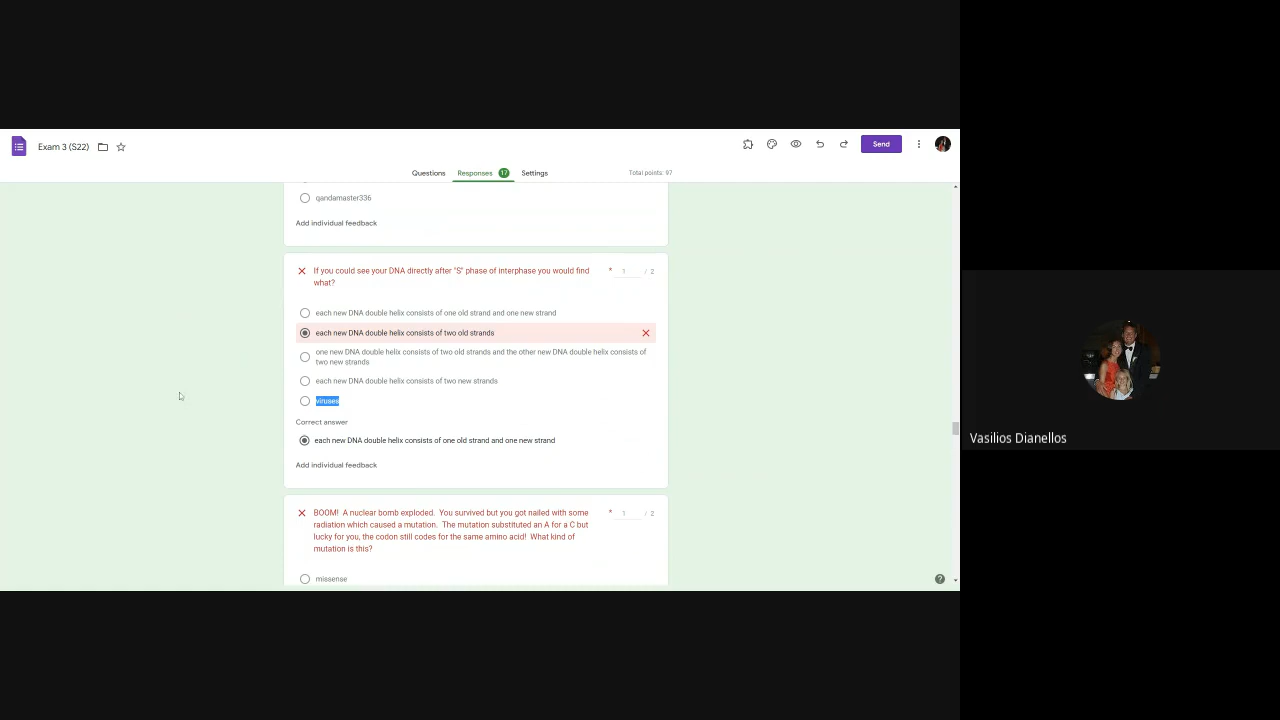 Exam 3 (S22)
Send
Questions
Responses 17
Settings
Total points: 97
qandamaster336
Add individual feedback
If you could see your DNA directly after "S" phase of interphase you would find
what?
* 1 / 2
each new DNA double helix consists of one old strand and one new strand
each new DNA double helix consists of two old strands
one new DNA double helix consists of two old strands and the other new DNA double helix consists of
two new strands
each new DNA double helix consists of two new strands
viruses
Correct answer
each new DNA double helix consists of one old strand and one new strand
Add individual feedback
BOOM! A nuclear bomb exploded. You survived but you got nailed with some
radiation which caused a mutation. The mutation substituted an A for a C but
lucky for you, the codon still codes for the same amino acid! What kind of
mutation is this?
* 1 / 2
missense
Vasilios Dianellos